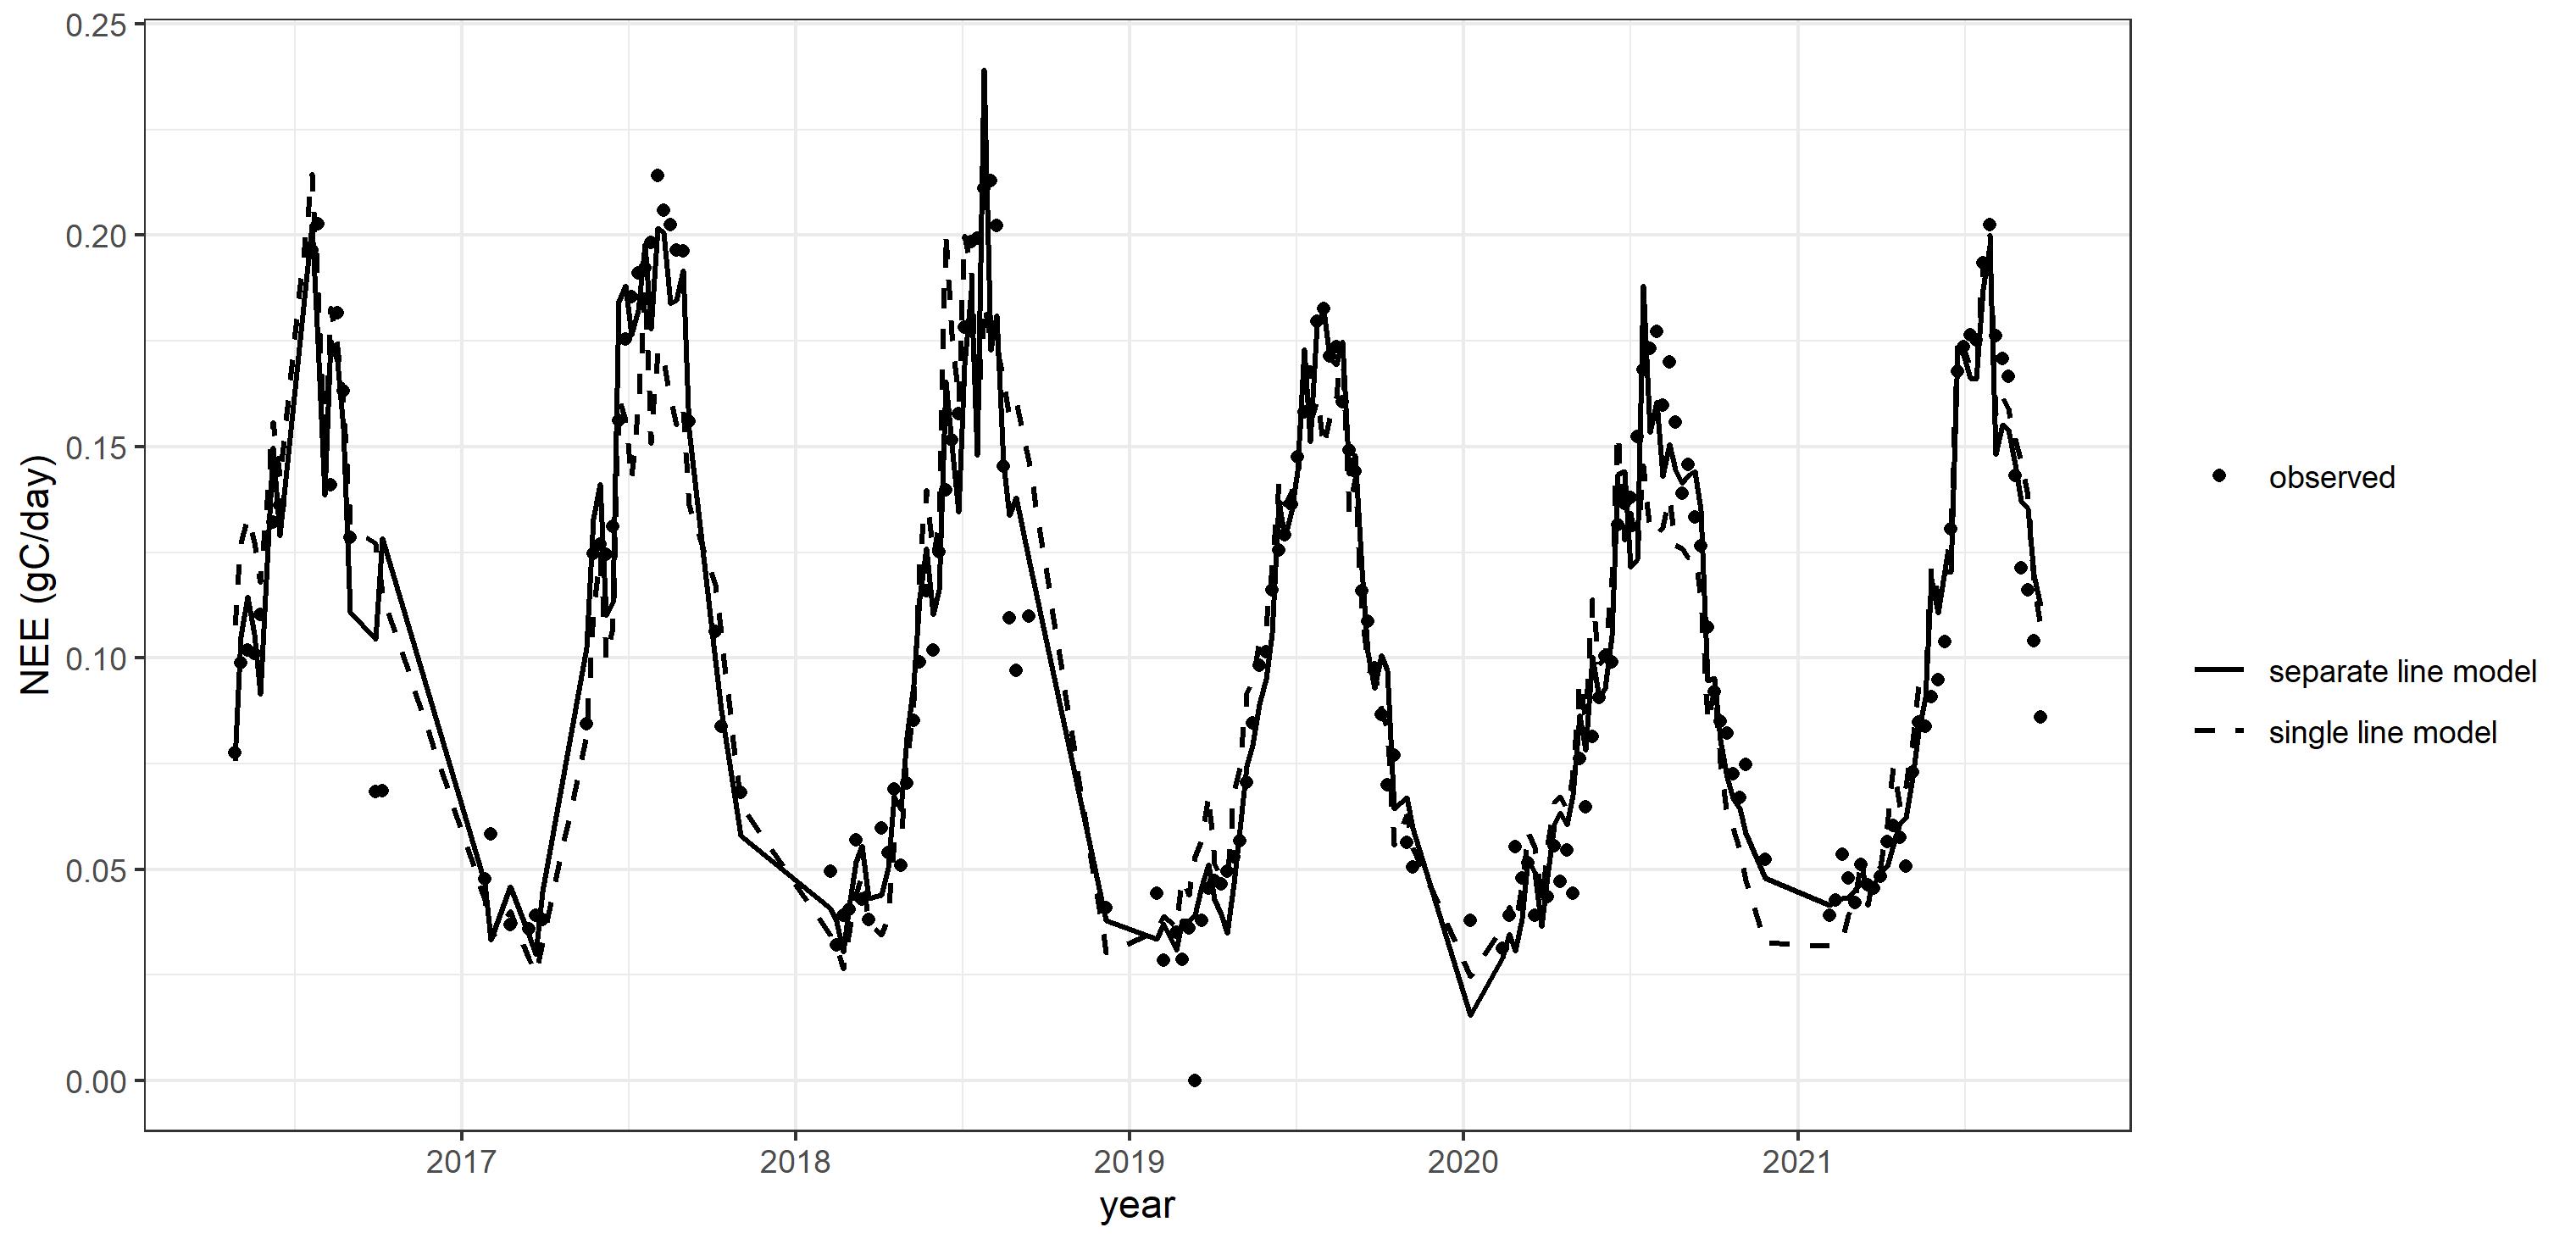 0.25
0.20
0.15
0.10
0.05
0.00
NEE (gC/day)
2017 2018 2019 2020 2021
year
observed
separate line model
single line model